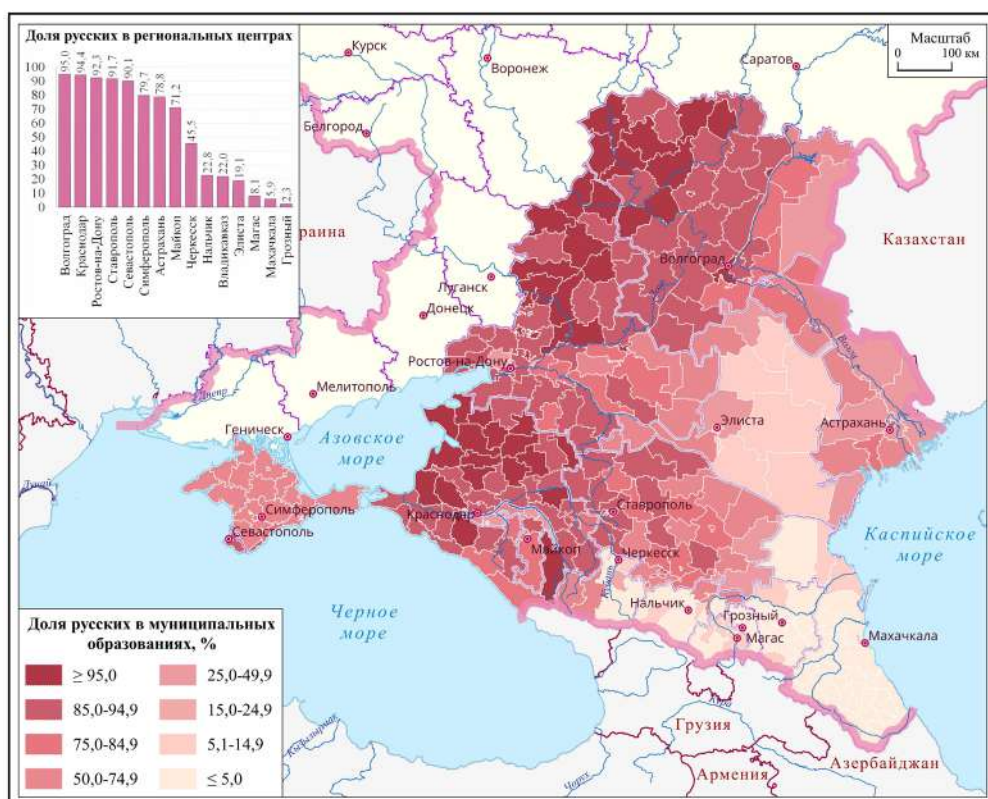 Доля русских в региональных центрах
100
90
80
70
60
50
40
30
20
10
0
95,0
94,4
92,3
91,7
90,1
79,7
78,8
71,2
45,5
22,8
22,0
19,1
18,1
5,9
2,3
Волгоград
Краснодар
Ростов-на-Дону
Ставрополь
Севастополь
Симферополь
Астрахань
Майкоп
Черкесск
Нальчик
Владикавказ
Элиста
Магас
Махачкала
Грозный
Масштаб
0 100 км
Курск
Воронеж
Саратов
Белгород
раина
Казахстан
Волгоград
Дон
Луганск
Донецк
Волга
Ростов-на-Дону
Мелитополь
Днепр
Элиста
Астрахань
Геническ
Азовское
море
Дунай
Симферополь
Краснодар
Ставрополь
Севастополь
Каспийское
море
Майкоп
Черкесск
Кубань
Нальчик
Грозный
Черное
море
Магас
Махачкала
Кура
Грузия
Кызылырмак
Чорух
Армения
Азербайджан
Доля русских в муниципальных
образованиях, %
≥ 95,0
25,0-49,9
85,0-94,9
15,0-24,9
75,0-84,9
5,1-14,9
50,0-74,9
≤ 5,0